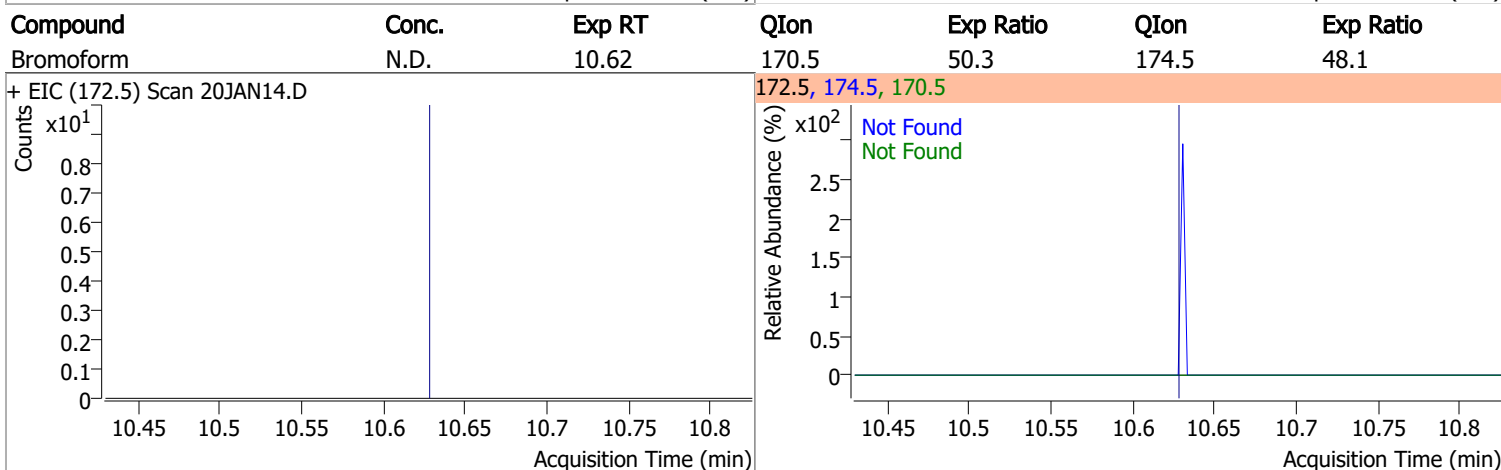 Compound Conc. Exp RT QIon Exp Ratio QIon Exp Ratio
Bromoform N.D. 10.62 170.5 50.3 174.5 48.1
+ EIC (172.5) Scan 20JAN14.D
Counts
x10¹
0.8
0.7
0.6
0.5
0.4
0.3
0.2
0.1
0
10.45 10.5 10.55 10.6 10.65 10.7 10.75 10.8
Acquisition Time (min)
172.5, 174.5, 170.5
Relative Abundance (%)
x10²
Not Found
Not Found
2.5
2
1.5
1
0.5
0
10.45 10.5 10.55 10.6 10.65 10.7 10.75 10.8
Acquisition Time (min)